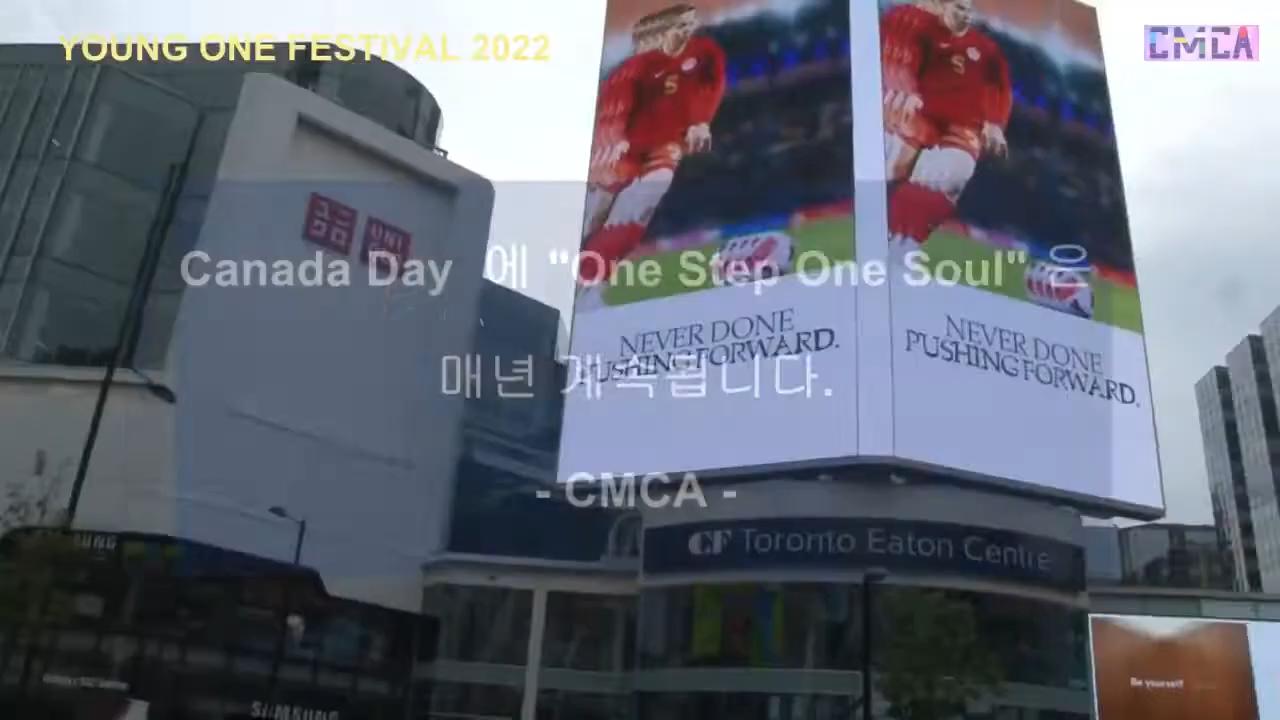 YOUNG ONE FESTIVAL 2022
CMCA
Canada Day 에 "One Step One Soul" 은
매년 계속됩니다.
- CMCA -
UNI
NEVER DONE
PUSHING FORWARD.
NEVER DONE
PUSHING FORWARD.
CF Toronto Eaton Centre
SAMSUNG
Be yourself